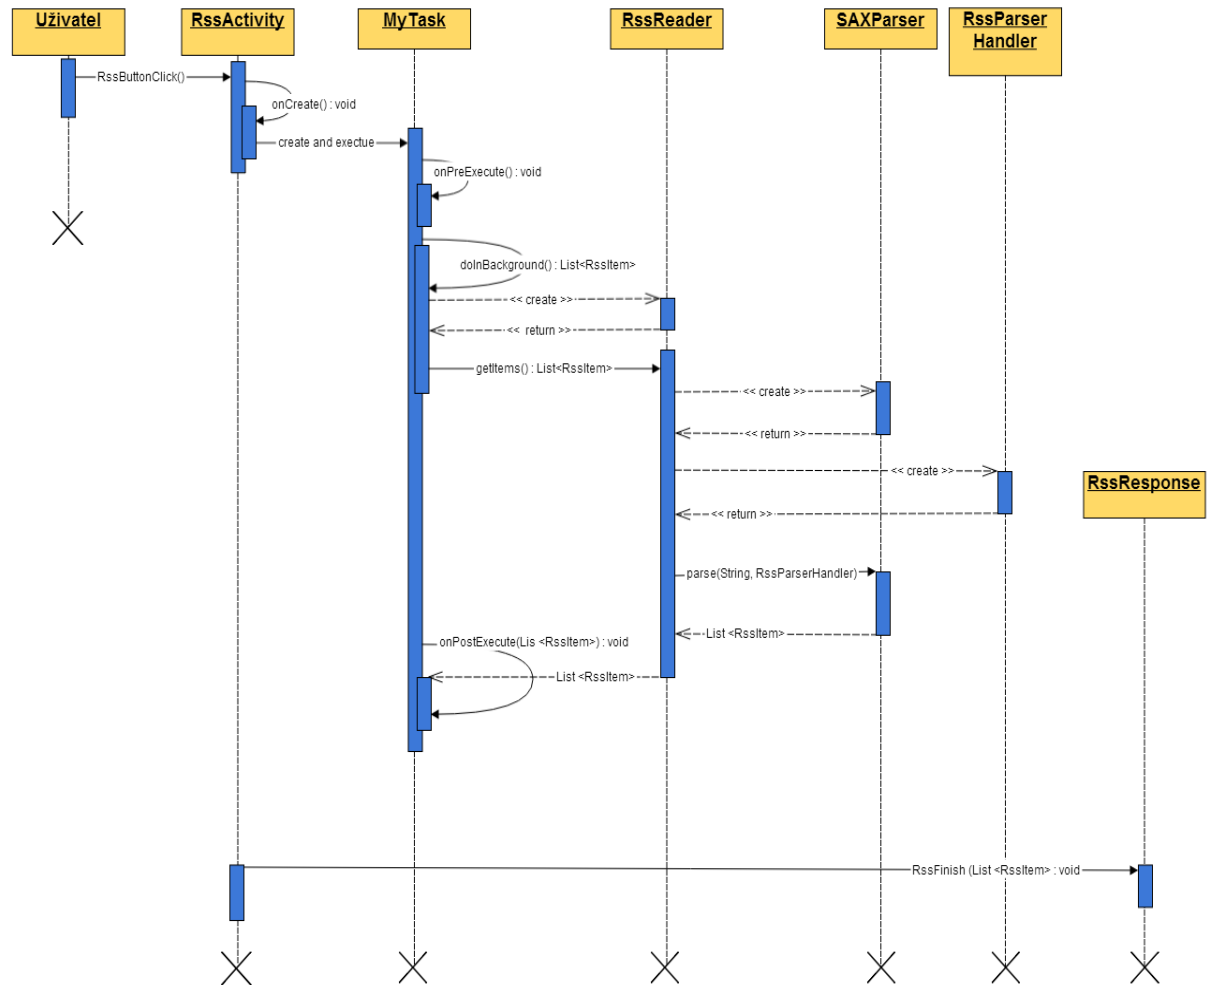 Uživatel
RssActivity
MyTask
RssReader
SAXParser
RssParser
Handler
RssButtonClick()
onCreate() : void
create and exectue
onPreExecute() : void
doInBackground() : List<RssItem>
<< create >>
<< return >>
getItems() : List<RssItem>
<< create >>
<< return >>
<< create >>
RssResponse
<< return >>
parse(String, RssParserHandler)
List <RssItem>
onPostExecute(Lis <RssItem>) : void
List <RssItem>
RssFinish (List <RssItem> : void